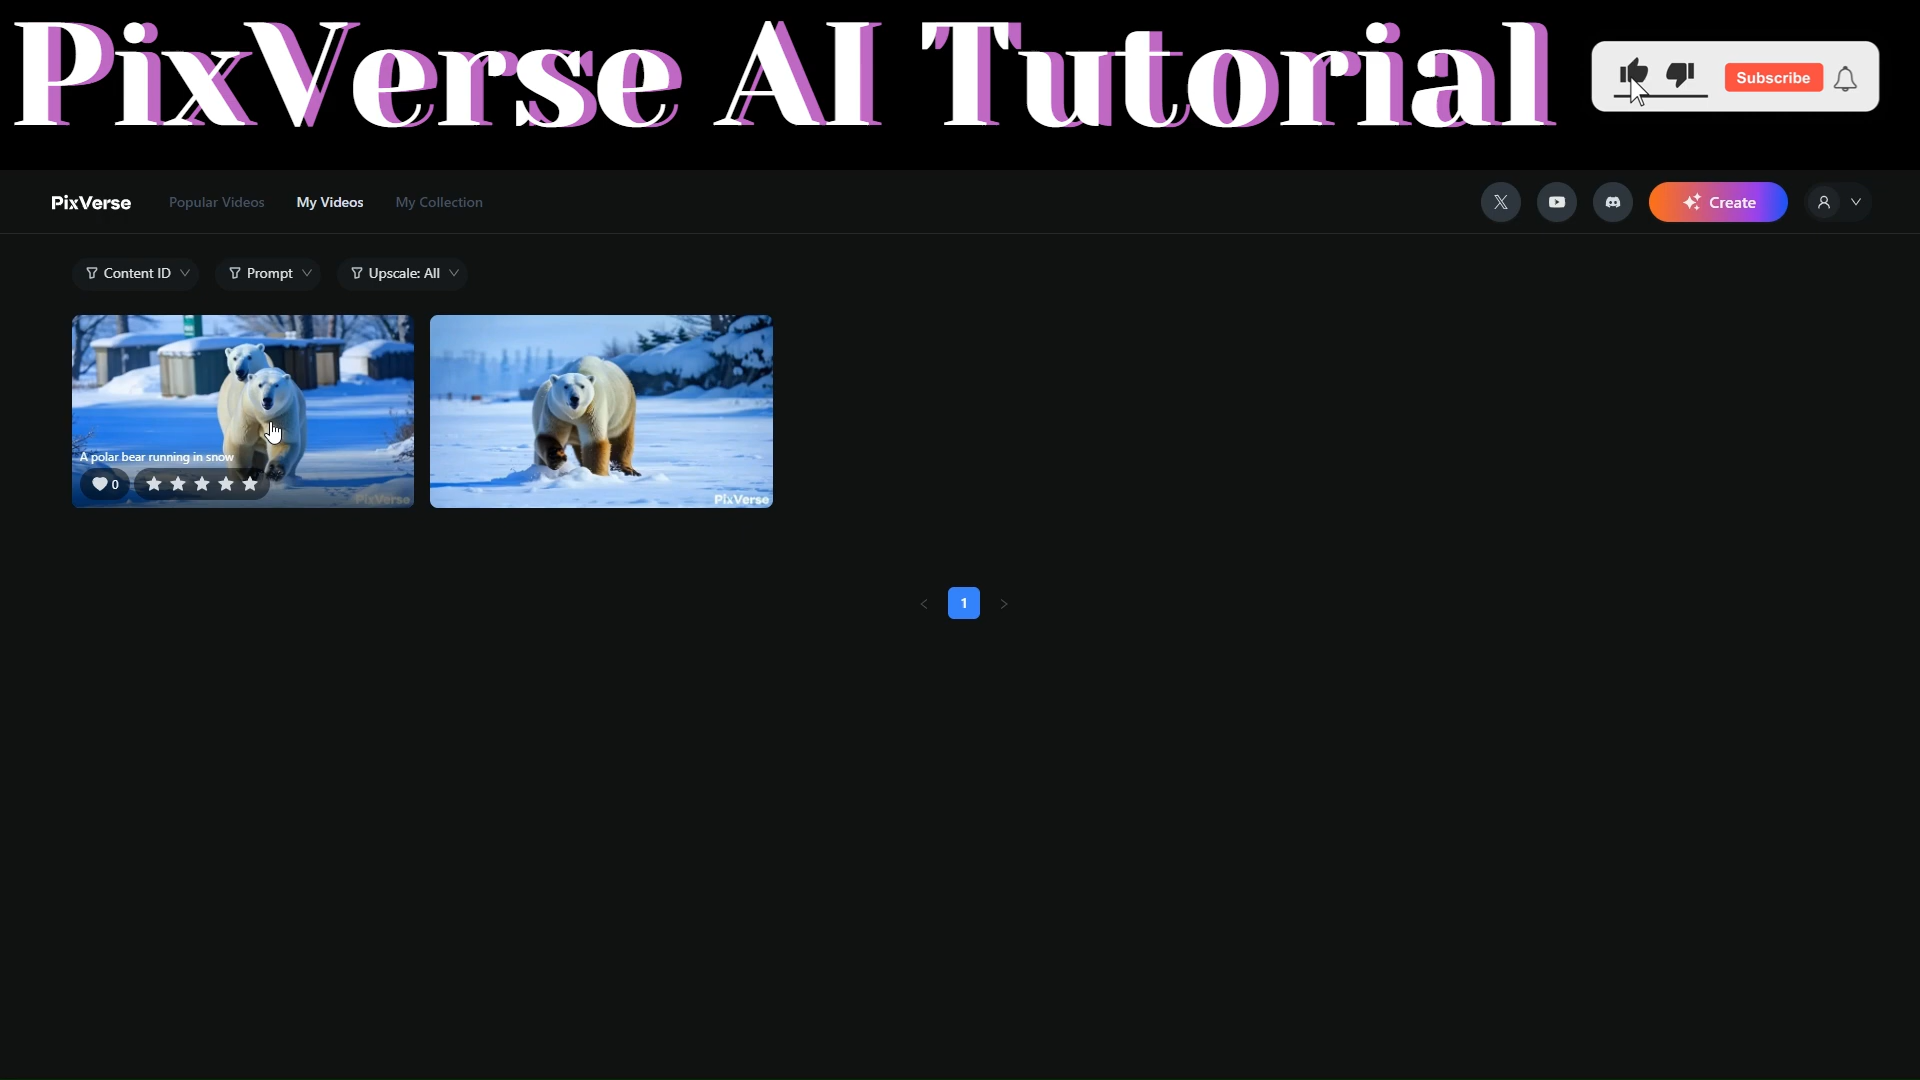 PixVerse AI Tutorial
Subscribe
PixVerse Popular Videos My Videos My Collection Create
Content ID Prompt Upscale: All
A polar bear running in snow
0
PixVerse
PixVerse
1